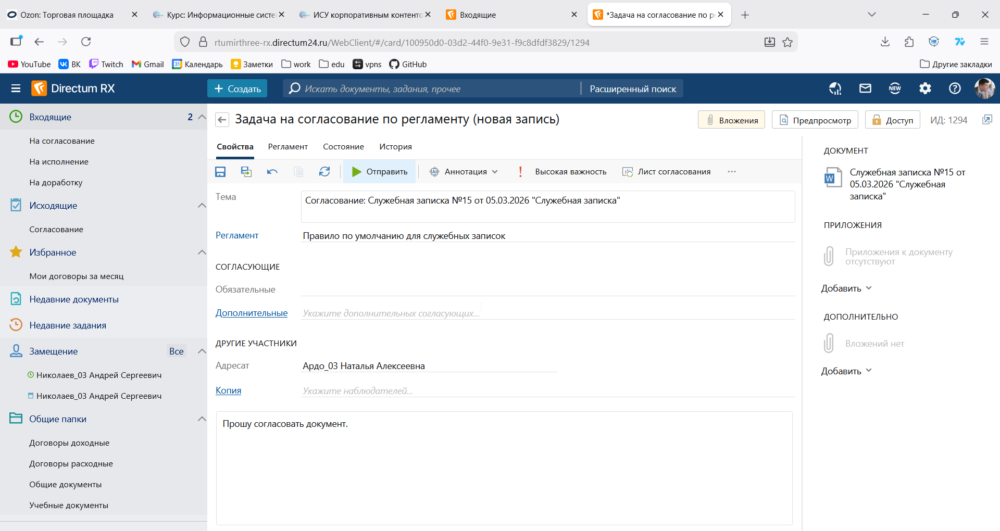 Ozon: Торговая площадка
Курс: Информационные систе
ИСУ корпоративным контенто
Входящие
*Задача на согласование по р
rtumirthree-rx.directum24.ru/WebClient/#/card/100950d0-03d2-44f0-9e31-f9c8dfdf3829/1294
YouTube
ВК
Twitch
Gmail
31
Календарь
Заметки
work
edu
vpns
GitHub
Другие закладки
Directum RX
Создать
Искать документы, задания, прочее
Расширенный поиск
NEW
Входящие 2
На согласование
На исполнение
На доработку
Исходящие
Согласование
Избранное
Мои договоры за месяц
Недавние документы
Недавние задания
Замещение Все
Николаев_03 Андрей Сергеевич
Николаев_03 Андрей Сергеевич
Общие папки
Договоры доходные
Договоры расходные
Общие документы
Учебные документы
Задача на согласование по регламенту (новая запись)
Вложения
Предпросмотр
Доступ
ИД: 1294
Свойства
Регламент
Состояние
История
Отправить
AI
Аннотация
Высокая важность
Лист согласования
Тема
Согласование: Служебная записка №15 от 05.03.2026 "Служебная записка"
Регламент
Правило по умолчанию для служебных записок
СОГЛАСУЮЩИЕ
Обязательные
Дополнительные
Укажите дополнительных согласующих...
ДРУГИЕ УЧАСТНИКИ
Адресат
Ардо_03 Наталья Алексеевна
Копия
Укажите наблюдателей...
Прошу согласовать документ.
ДОКУМЕНТ
W
Служебная записка №15 от
05.03.2026 "Служебная
записка"
ПРИЛОЖЕНИЯ
Приложения к документу
отсутствуют
Добавить
ДОПОЛНИТЕЛЬНО
Вложений нет
Добавить